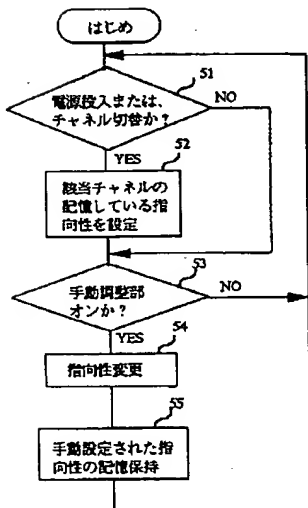 はじめ
51
電源投入または、
チャネル切替か?
NO
YES
52
該当チャネルの
記憶している指
向性を設定
53
手動調整部
オンか?
NO
YES
54
指向性変更
55
手動設定された指
向性の記憶保持